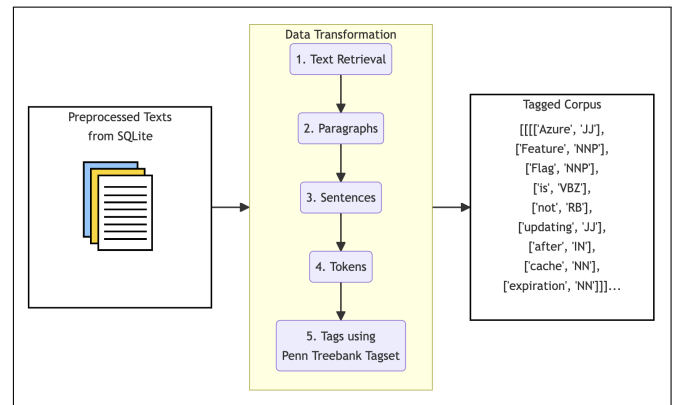 Preprocessed Texts
from SQLite
Data Transformation
1. Text Retrieval
2. Paragraphs
3. Sentences
4. Tokens
5. Tags using
Penn Treebank Tagset
Tagged Corpus
[[[['Azure', 'JJ'],
['Feature', 'NNP'],
['Flag', 'NNP'],
['is', 'VBZ'],
['not', 'RB'],
['updating', 'JJ'],
['after', 'IN'],
['cache', 'NN'],
['expiration', 'NN']]]...